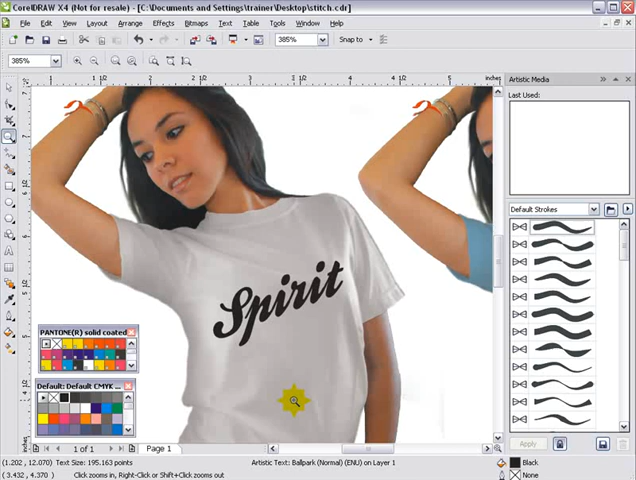 CorelDRAW X4 (Not for resale) - [C:\Documents and Settings\trainer\Desktop\stitch.cdr]
File Edit View Layout Arrange Effects Bitmaps Text Table Tools Window Help
385% Snap to
385%
inches
Artistic Media
Last Used:
Default Strokes
Spirit
PANTONE(R) solid coated
Default: Default CMYK ...
Apply
1 of 1 Page 1
(1.202, 12.070) Text Size: 195.163 points Artistic Text: Ballpark (Normal) (ENU) on Layer 1 Black
(3.432, 4.370) Click zooms in, Right-Click or Shift+Click zooms out None